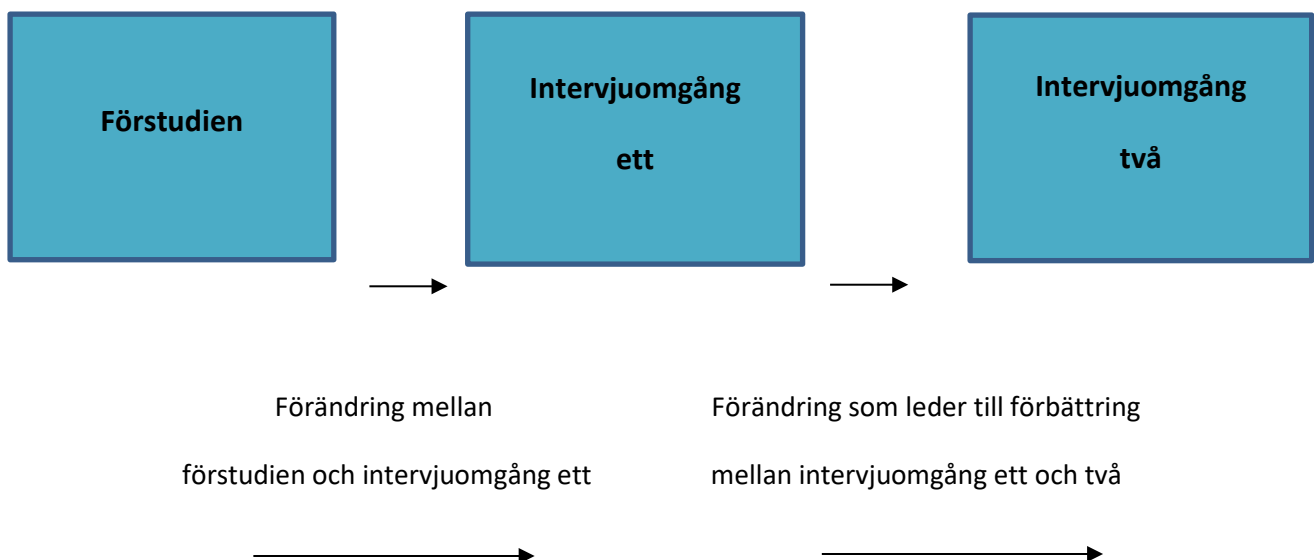 Förstudien
Intervjuomgång
ett
Intervjuomgång
två
Förändring mellan
förstudien och intervjuomgång ett
Förändring som leder till förbättring
mellan intervjuomgång ett och två